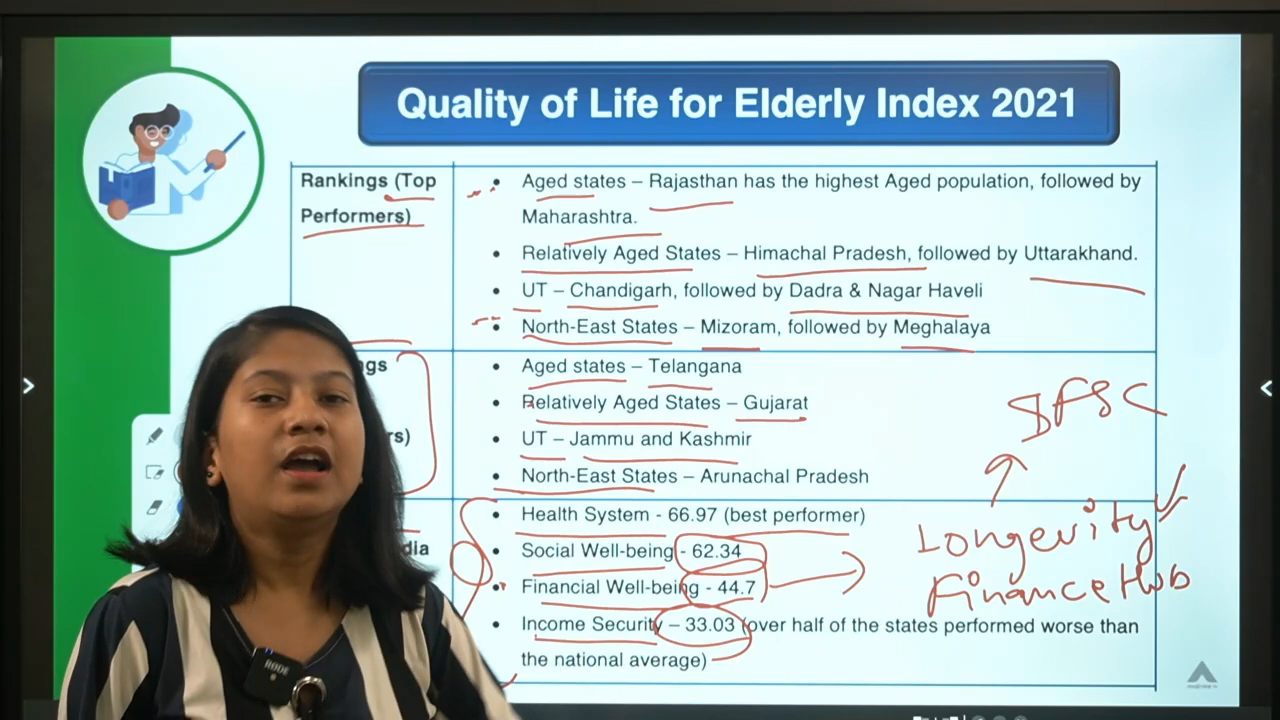 Quality of Life for Elderly Index 2021
Rankings (Top
Performers)
• Aged states – Rajasthan has the highest Aged population, followed by
Maharashtra.
• Relatively Aged States – Himachal Pradesh, followed by Uttarakhand.
• UT – Chandigarh, followed by Dadra & Nagar Haveli
• North-East States – Mizoram, followed by Meghalaya
• Aged states – Telangana
• Relatively Aged States – Gujarat
• UT – Jammu and Kashmir
• North-East States – Arunachal Pradesh
• Health System - 66.97 (best performer)
• Social Well-being - 62.34
• Financial Well-being - 44.7
• Income Security – 33.03 (over half of the states performed worse than
the national average)
Longevity
Finance Hub
RODE